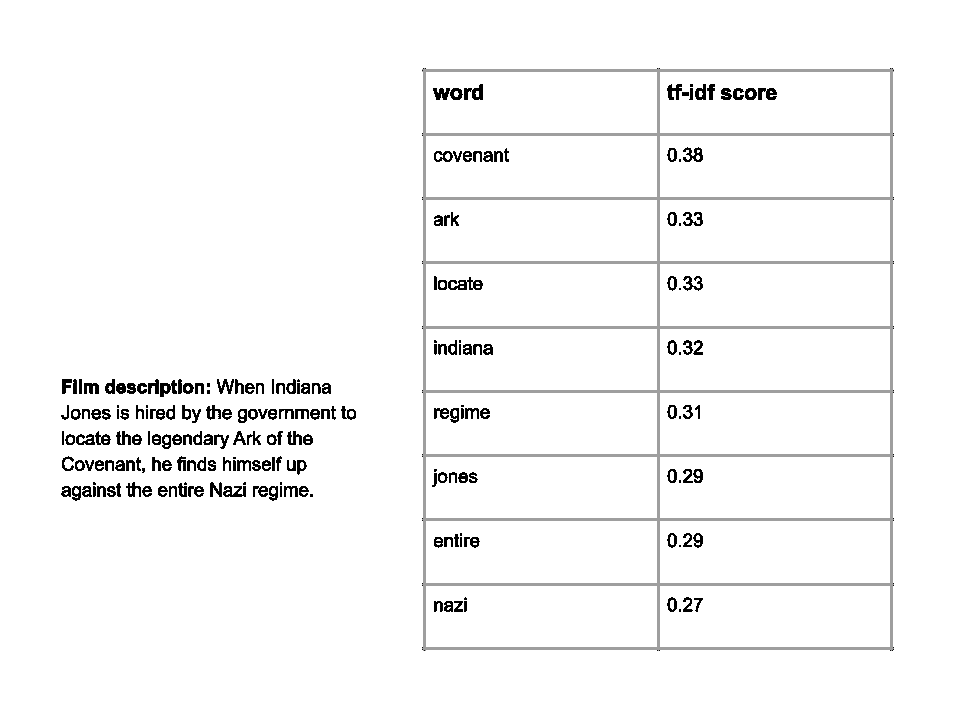 Film description: When Indiana
Jones is hired by the government to
locate the legendary Ark of the
Covenant, he finds himself up
against the entire Nazi regime.
word tf-idf score
covenant 0.38
ark 0.33
locate 0.33
indiana 0.32
regime 0.31
jones 0.29
entire 0.29
nazi 0.27